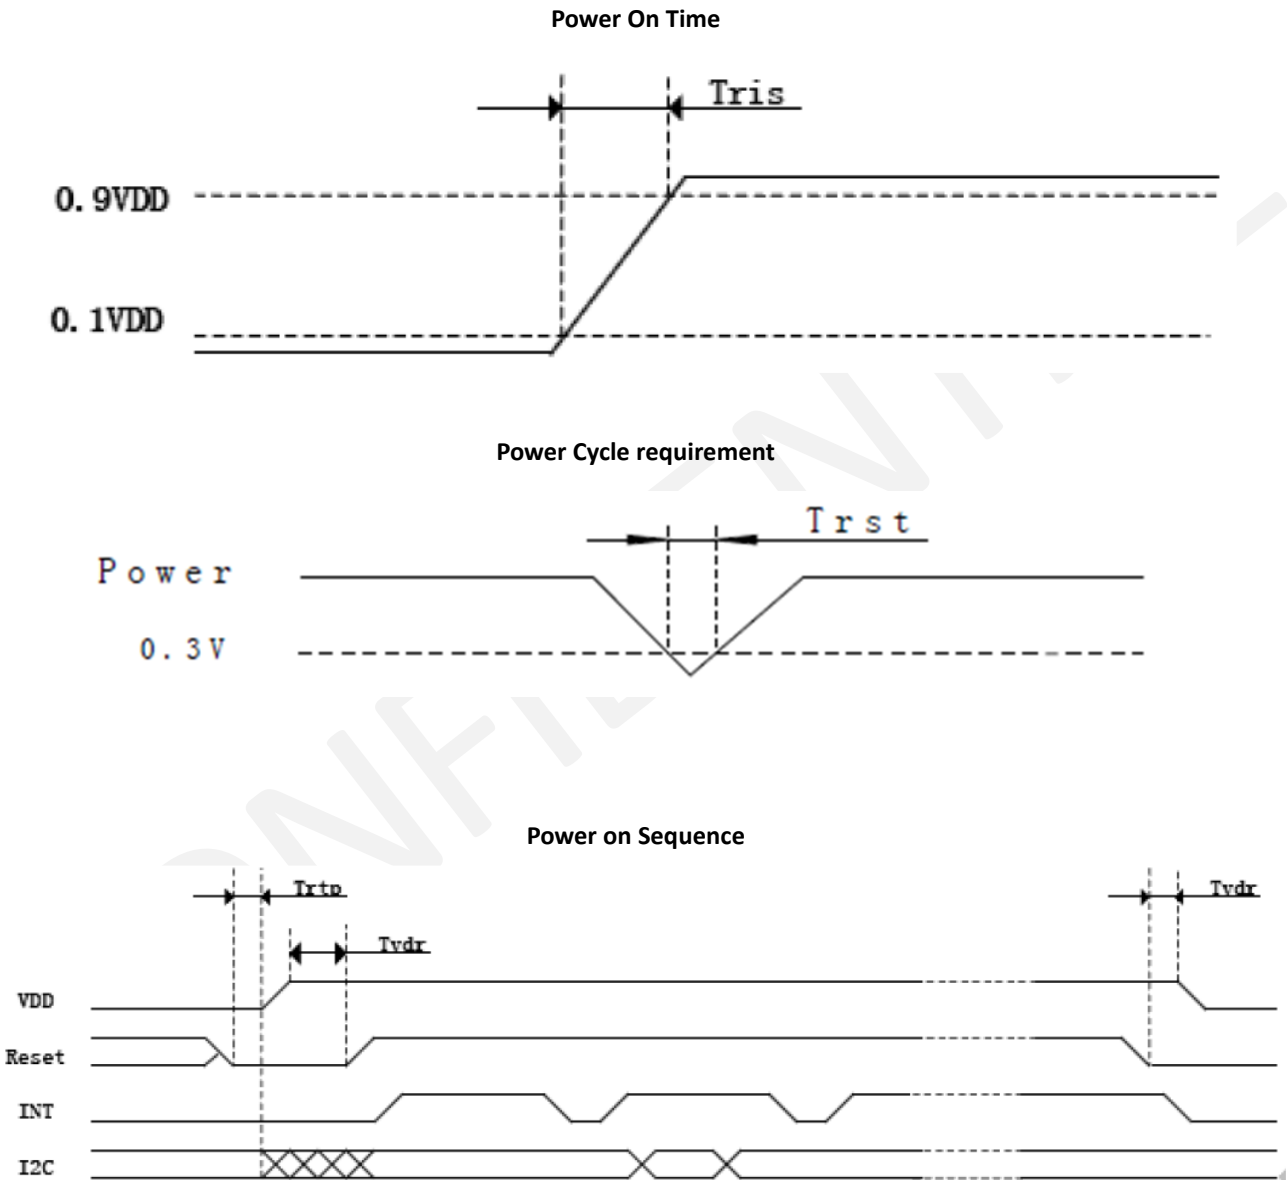 Power On Time
Tris
0.9VDD
0.1VDD
Power Cycle requirement
Trst
Power
0.3V
Power on Sequence
Trtp
Tvdr
Tvdr
VDD
Reset
INT
I2C